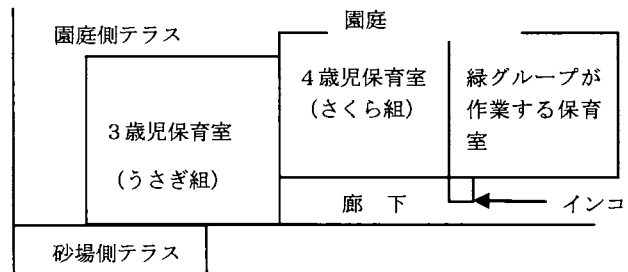 園庭
園庭側テラス
4歳児保育室
(さくら組)
緑グループが
作業する保育
室
3歳児保育室
(うさぎ組)
廊 下
インコ
砂場側テラス